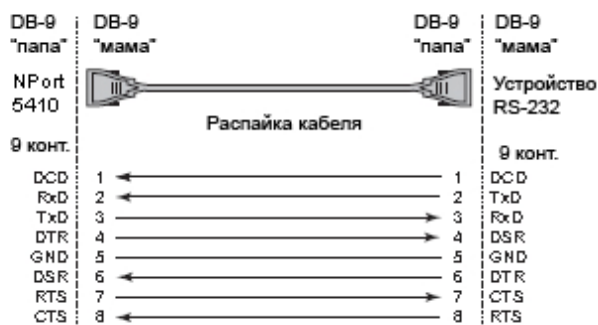 DB-9 DB-9 DB-9 DB-9
"папа" "мама" "папа" "мама"
NPort Устройство
5410 RS-232
Распайка кабеля
9 конт. 9 конт.
DCD 1 1 DCD
RxD 2 2 TxD
TxD 3 3 RxD
DTR 4 4 DSR
GND 5 5 GND
DSR 6 6 DTR
RTS 7 7 CTS
CTS 8 8 RTS